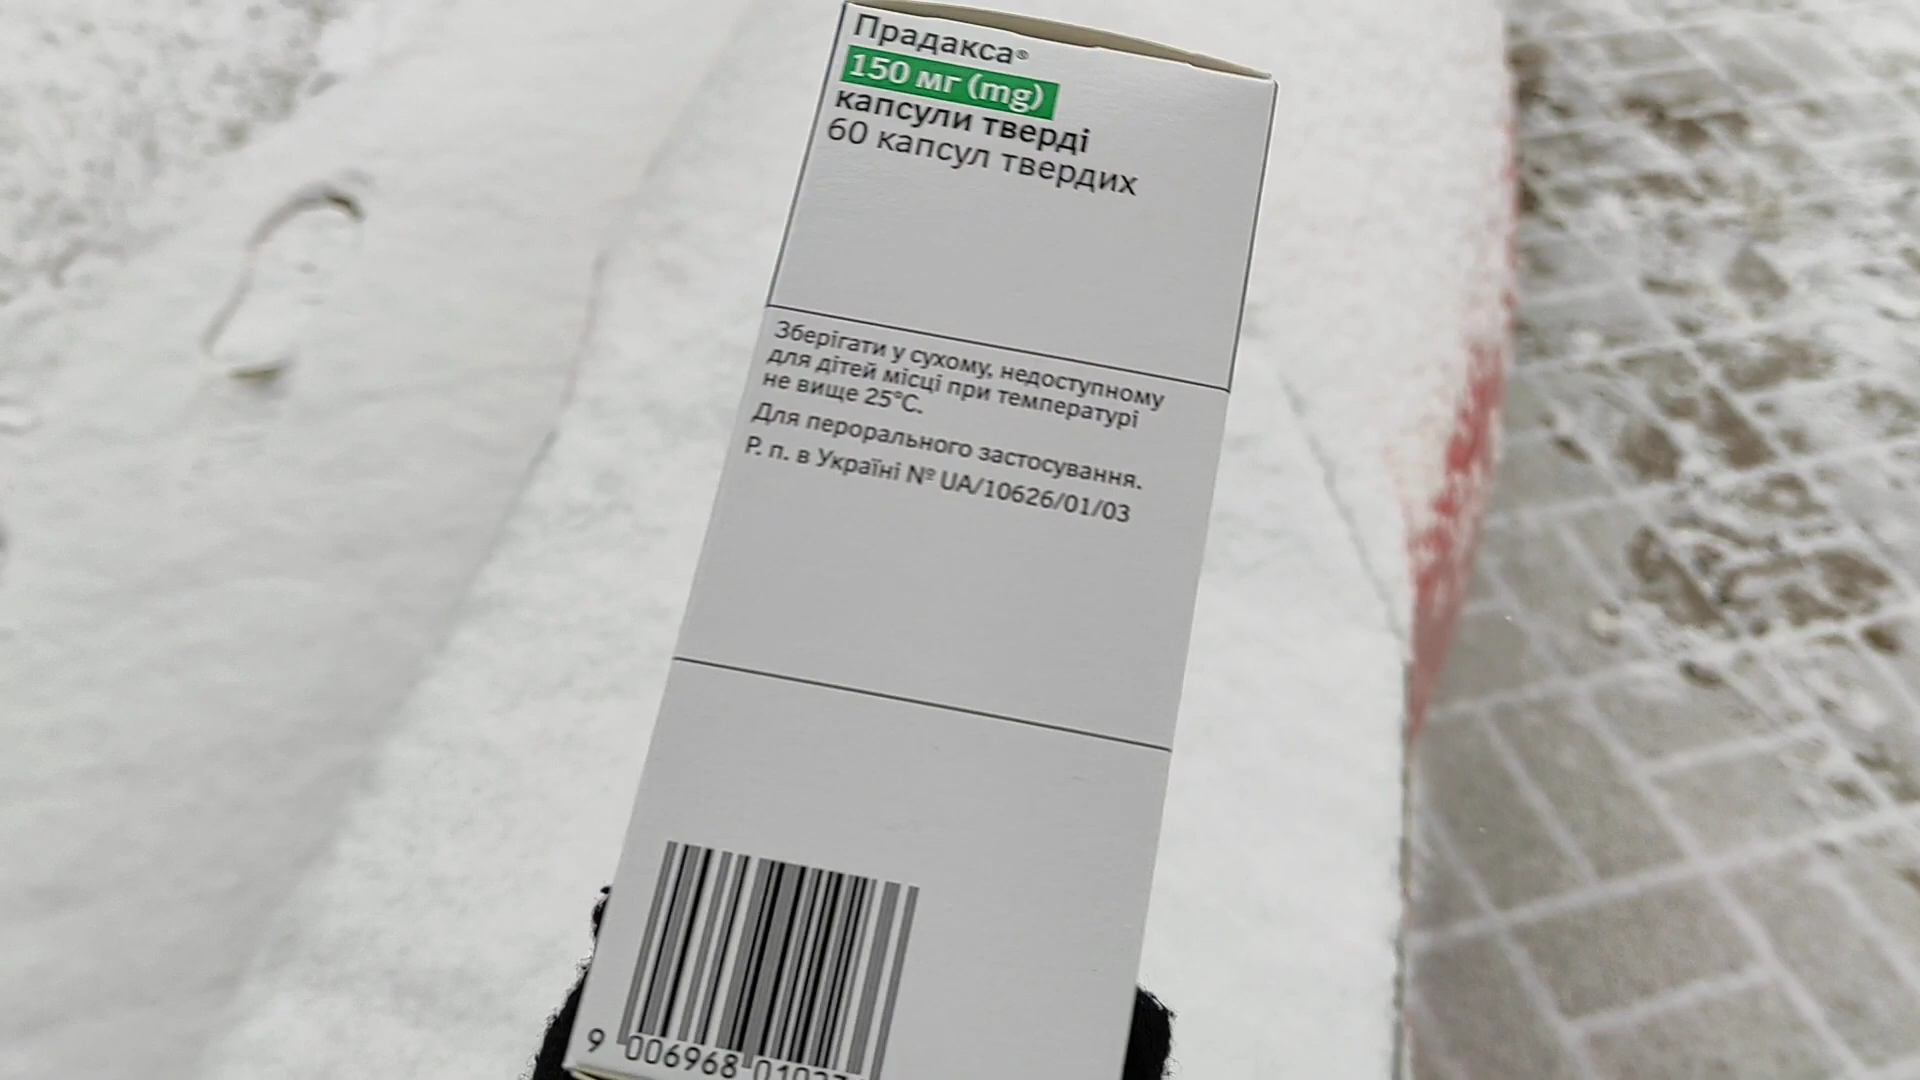 Прадакса®
150 мг (mg)
капсули тверді
60 капсул твердих
Зберігати у сухому, недоступному
для дітей місці при температурі
не вище 25°C.
Для перорального застосування.
Р. п. в Україні № UA/10626/01/03
9 006968